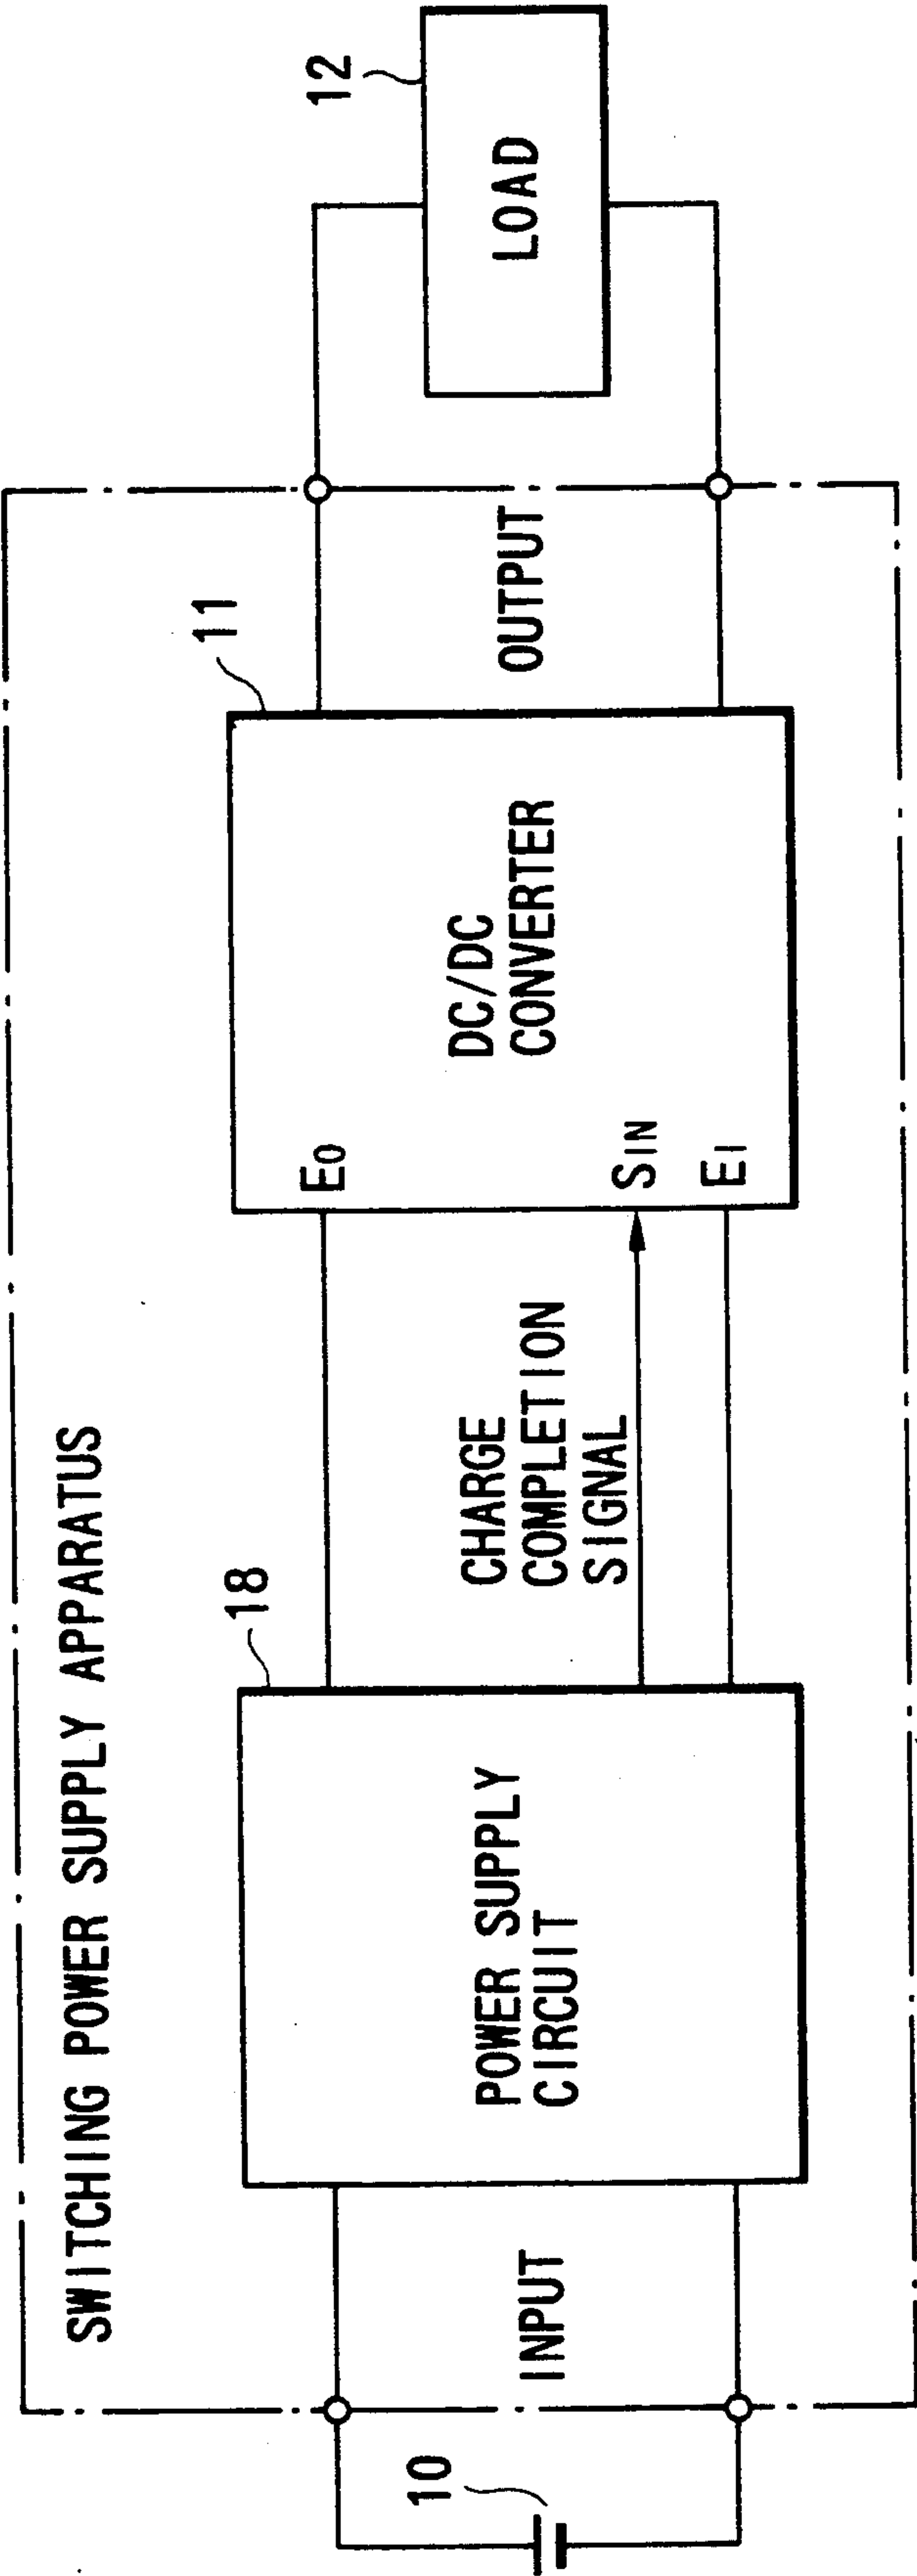 SWITCHING POWER SUPPLY APPARATUS
10
INPUT
18
POWER SUPPLY
CIRCUIT
CHARGE
COMPLETION
SIGNAL
11
EO
SIN
EI
DC/DC
CONVERTER
OUTPUT
12
LOAD